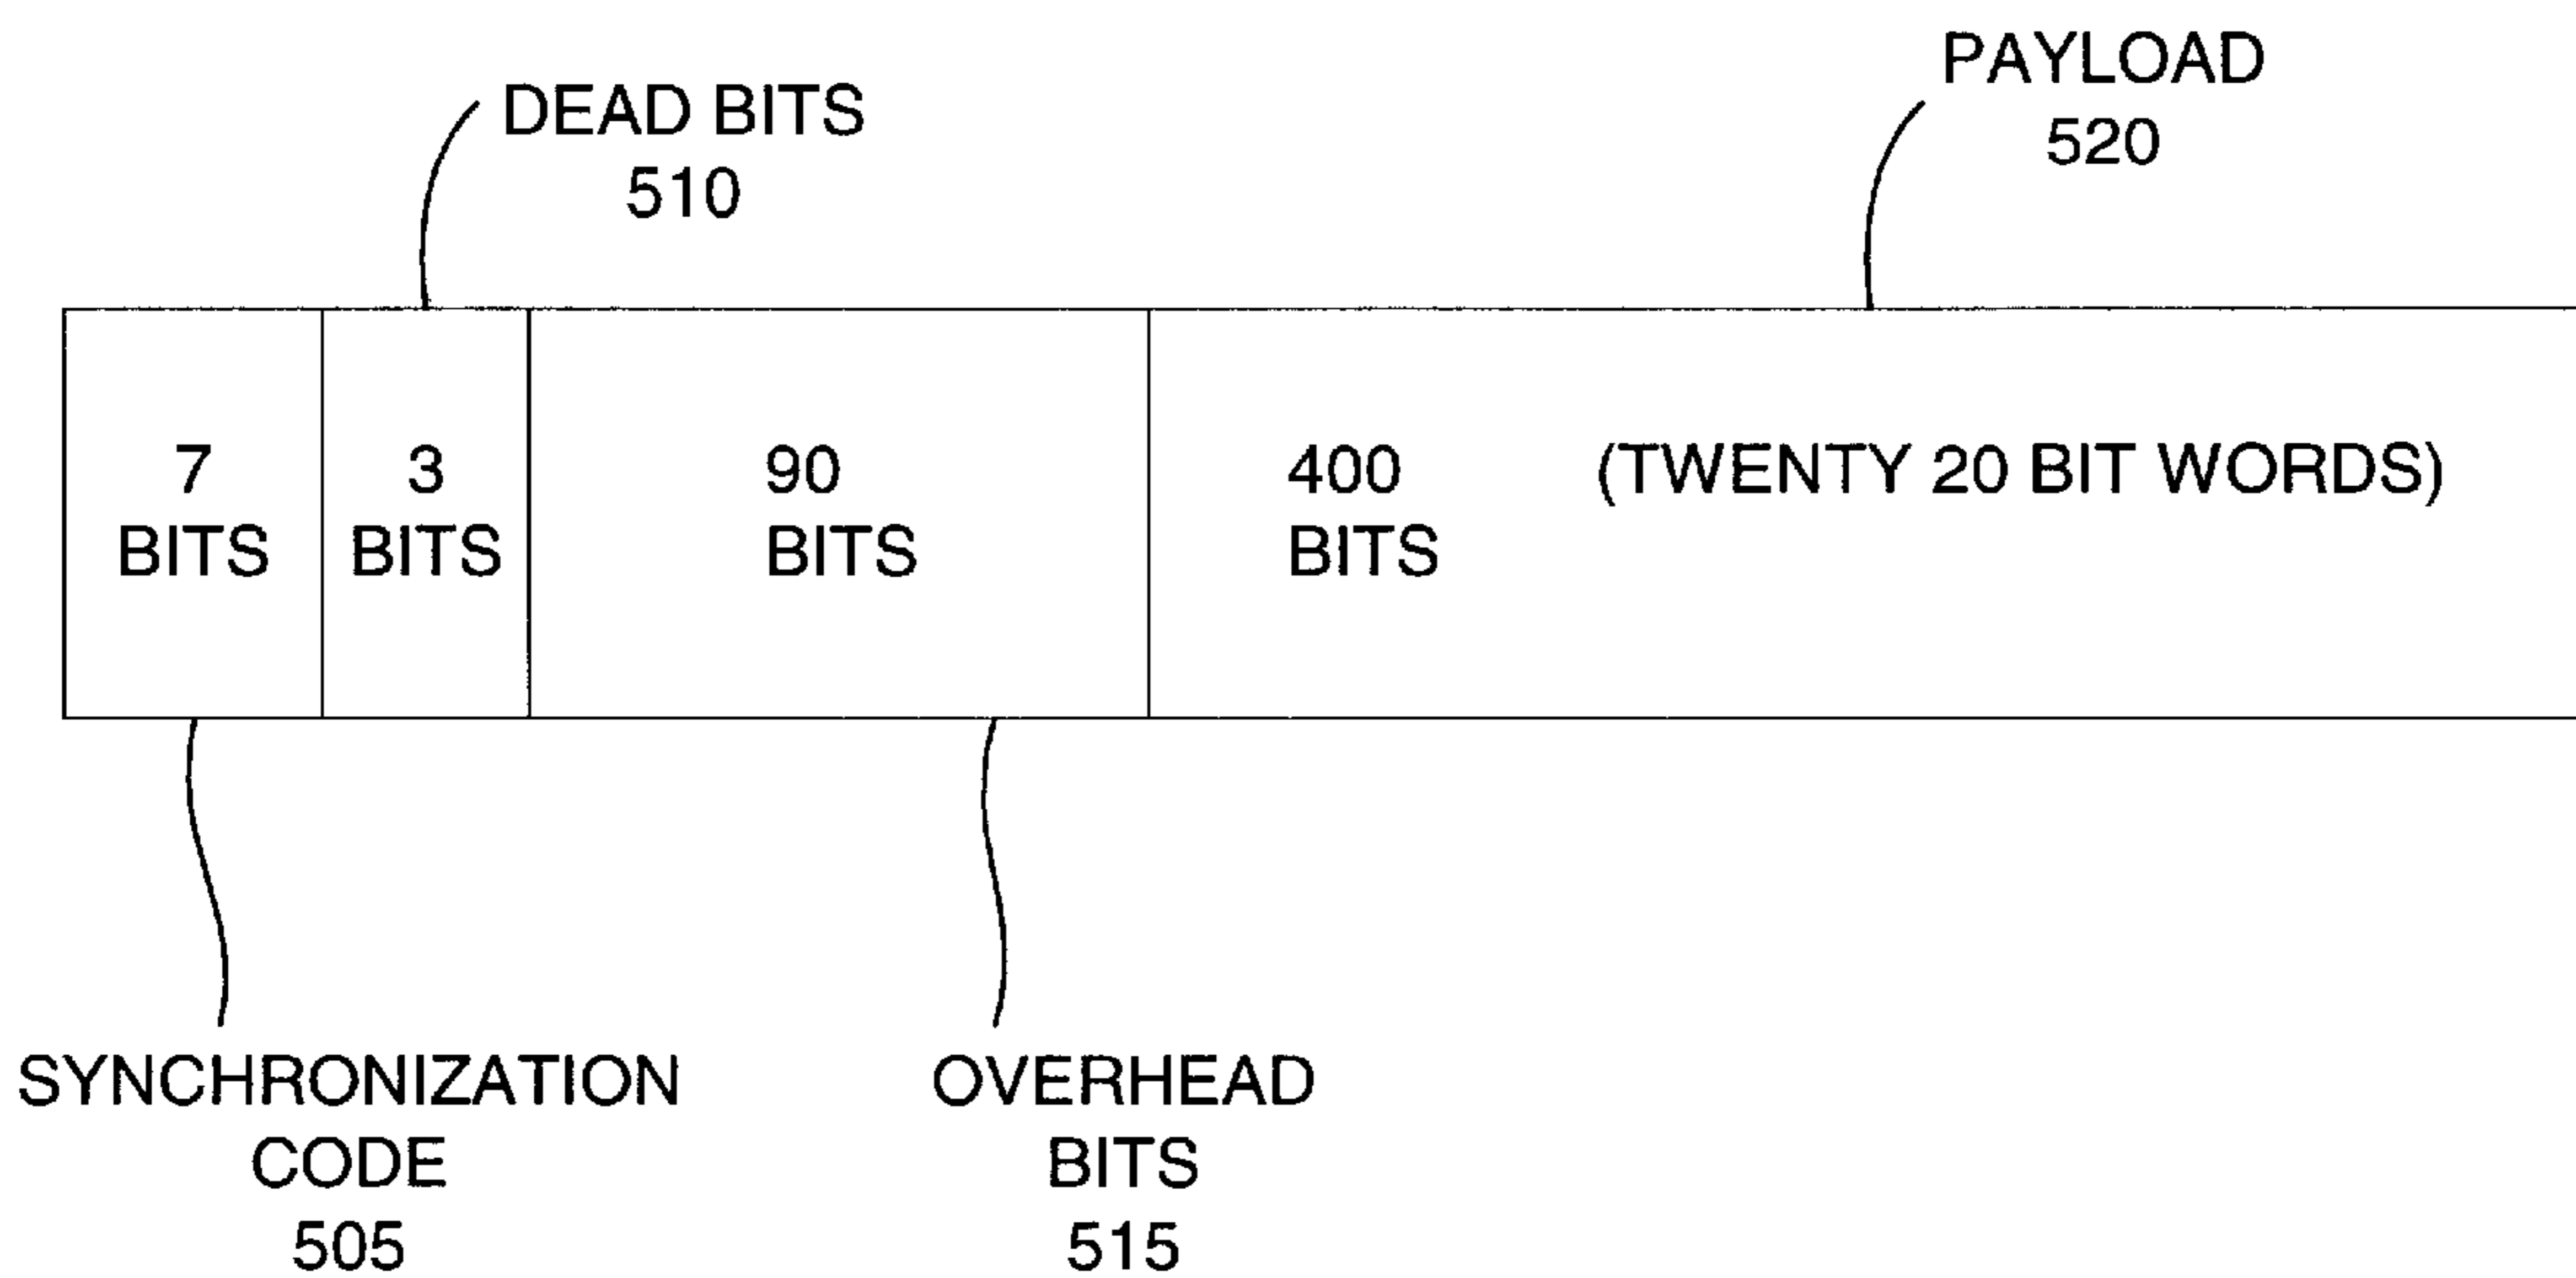 DEAD BITS
510
PAYLOAD
520
7
BITS
3
BITS
90
BITS
400
BITS
(TWENTY 20 BIT WORDS)
SYNCHRONIZATION
CODE
505
OVERHEAD
BITS
515